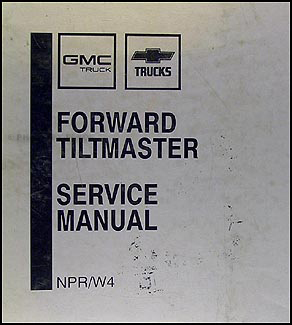 GMC
TRUCK
TRUCKS
FORWARD
TILTMASTER
SERVICE
MANUAL
NPR/W4